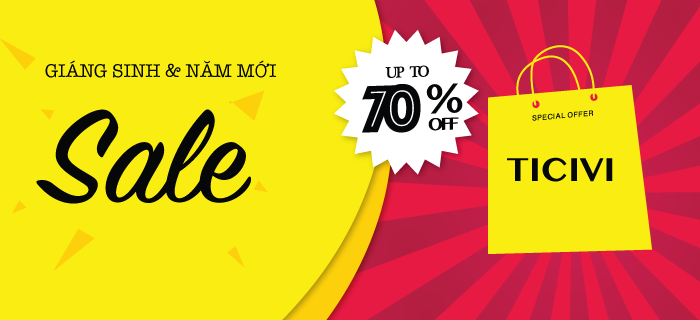 GIÁNG SINH & NĂM MỚI
Sale
UP TO
70%
OFF
SPECIAL OFFER
TICIVI